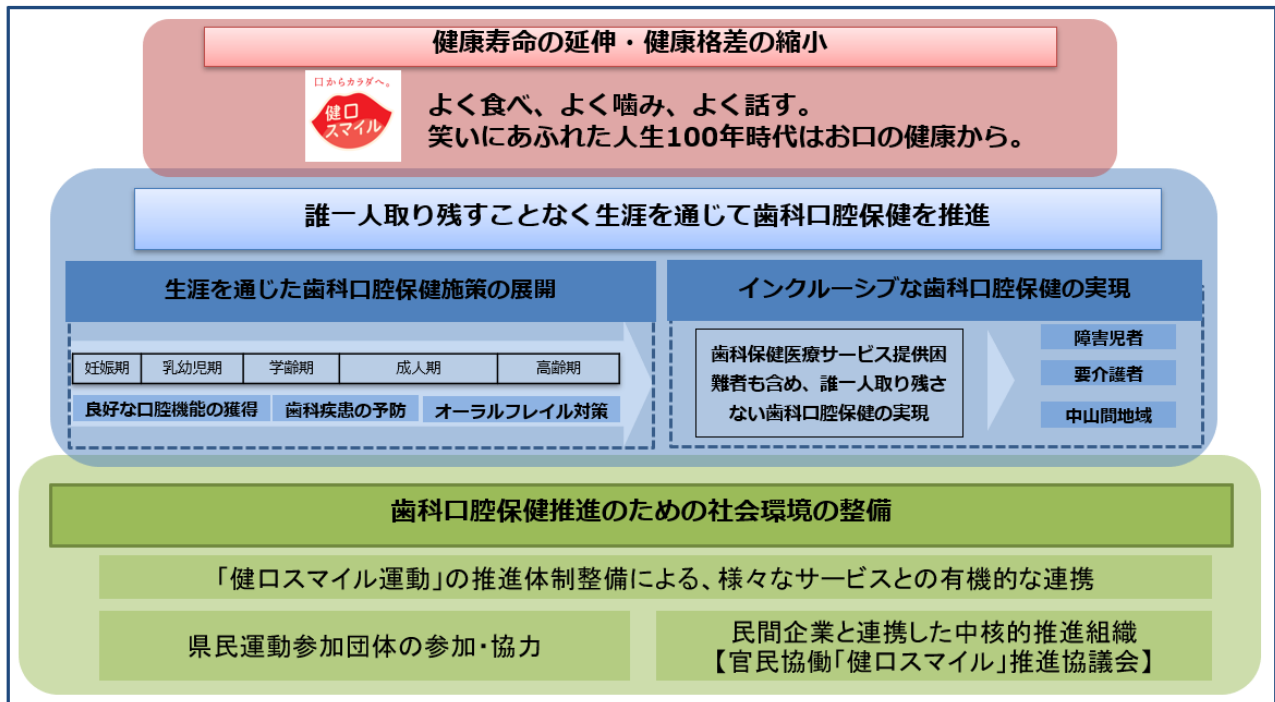 健康寿命の延伸・健康格差の縮小
口からカラダへ。
健口
スマイル
よく食べ、よく噛み、よく話す。
笑いにあふれた人生100年時代はお口の健康から。
誰一人取り残すことなく生涯を通じて歯科口腔保健を推進
生涯を通じた歯科口腔保健施策の展開
妊娠期 乳幼児期 学齢期 成人期 高齢期
良好な口腔機能の獲得 歯科疾患の予防 オーラルフレイル対策
インクルーシブな歯科口腔保健の実現
歯科保健医療サービス提供困
難者も含め、誰一人取り残さ
ない歯科口腔保健の実現
障害児者
要介護者
中山間地域
歯科口腔保健推進のための社会環境の整備
「健口スマイル運動」の推進体制整備による、様々なサービスとの有機的な連携
県民運動参加団体の参加・協力
民間企業と連携した中核的推進組織
【官民協働「健口スマイル」推進協議会】